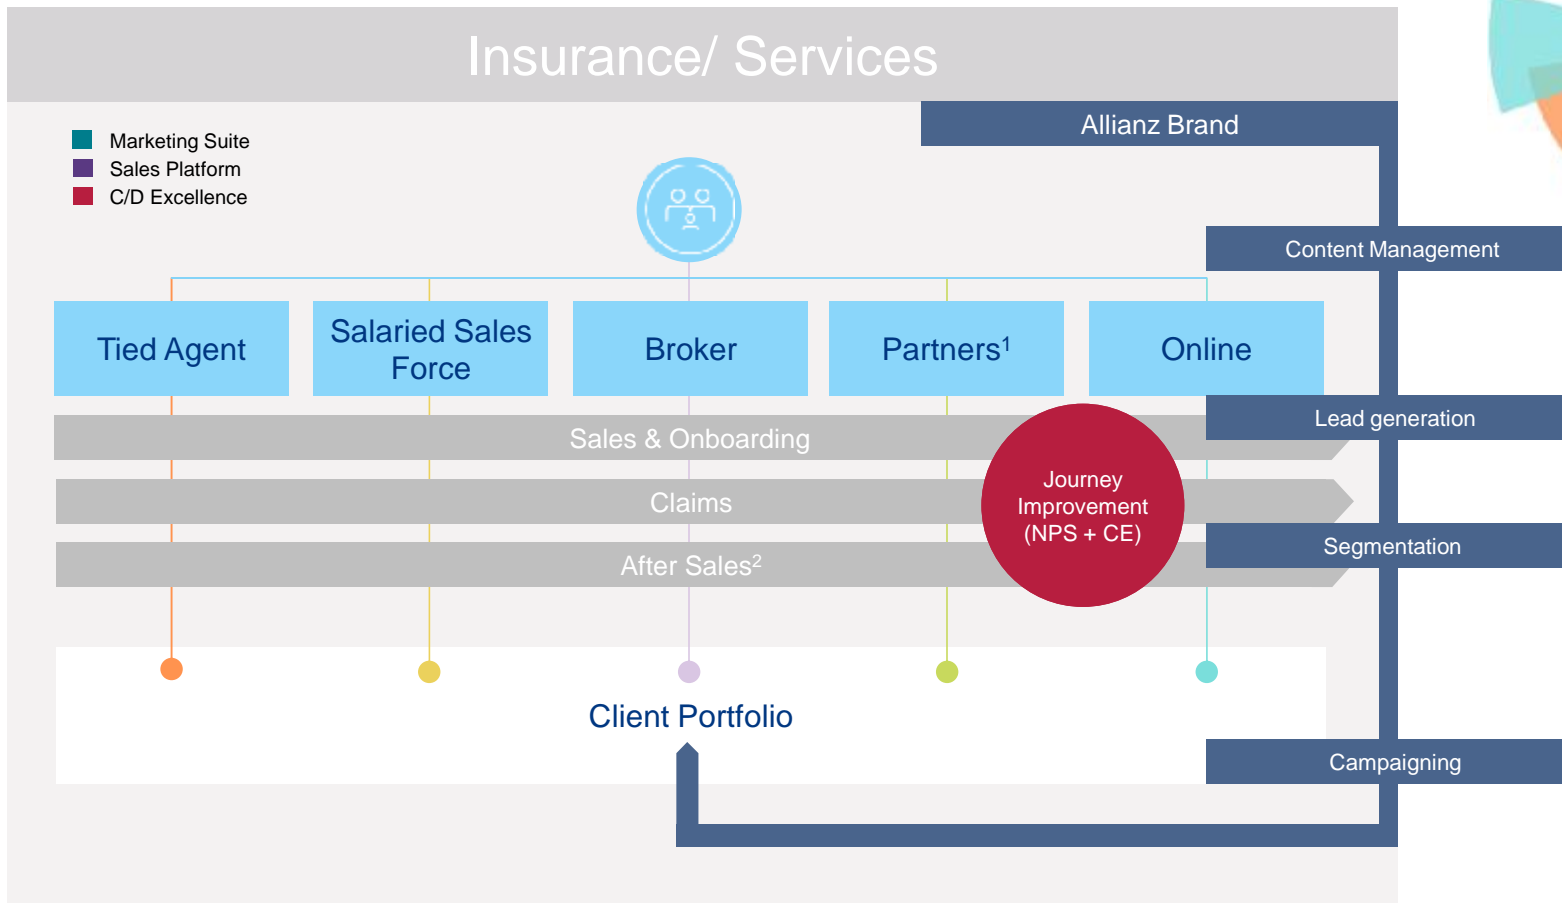 Insurance/ Services
Allianz Brand
Marketing Suite
Sales Platform
C/D Excellence
Content Management
Tied Agent
Salaried Sales
Force
Broker
Partners¹
Online
Lead generation
Sales & Onboarding
Journey
Improvement
(NPS + CE)
Claims
Segmentation
After Sales²
Client Portfolio
Campaigning